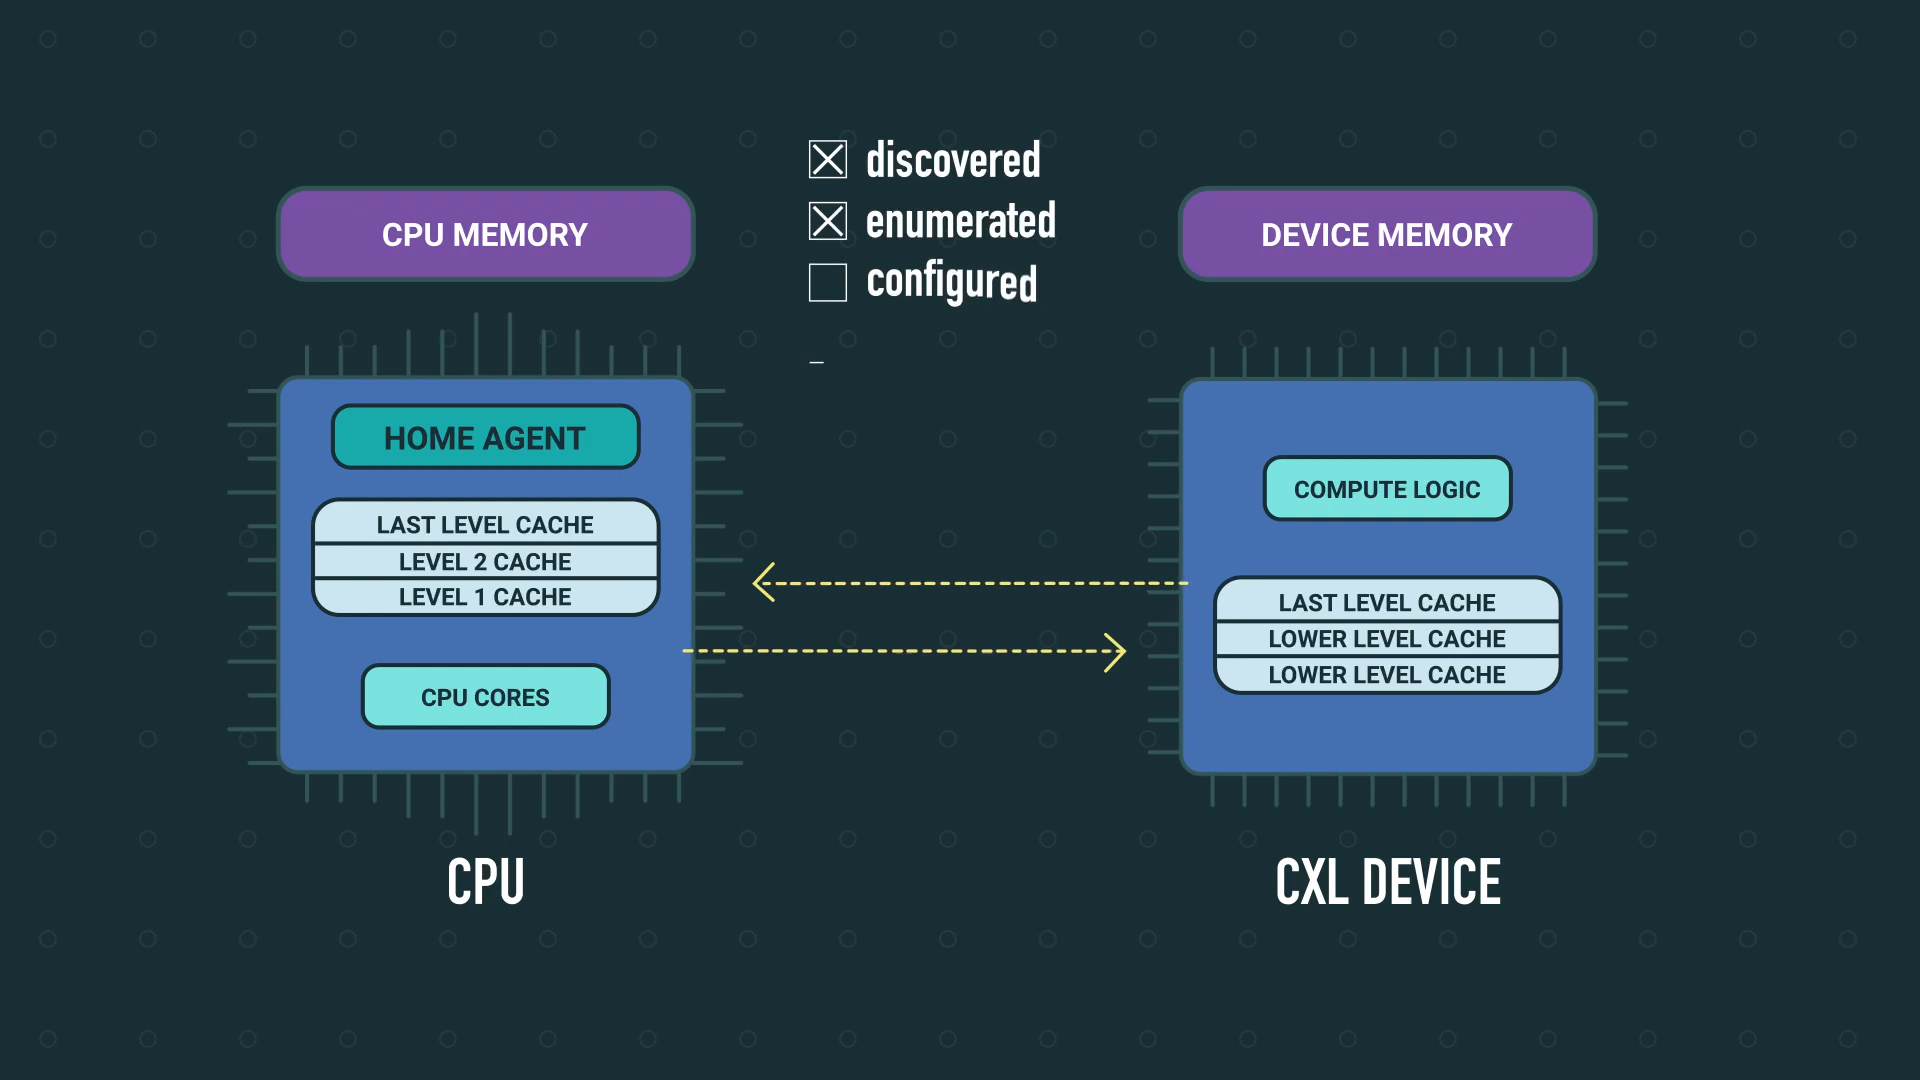 discovered
enumerated
configured
_
CPU MEMORY
HOME AGENT
LAST LEVEL CACHE
LEVEL 2 CACHE
LEVEL 1 CACHE
CPU CORES
CPU
DEVICE MEMORY
COMPUTE LOGIC
LAST LEVEL CACHE
LOWER LEVEL CACHE
LOWER LEVEL CACHE
CXL DEVICE